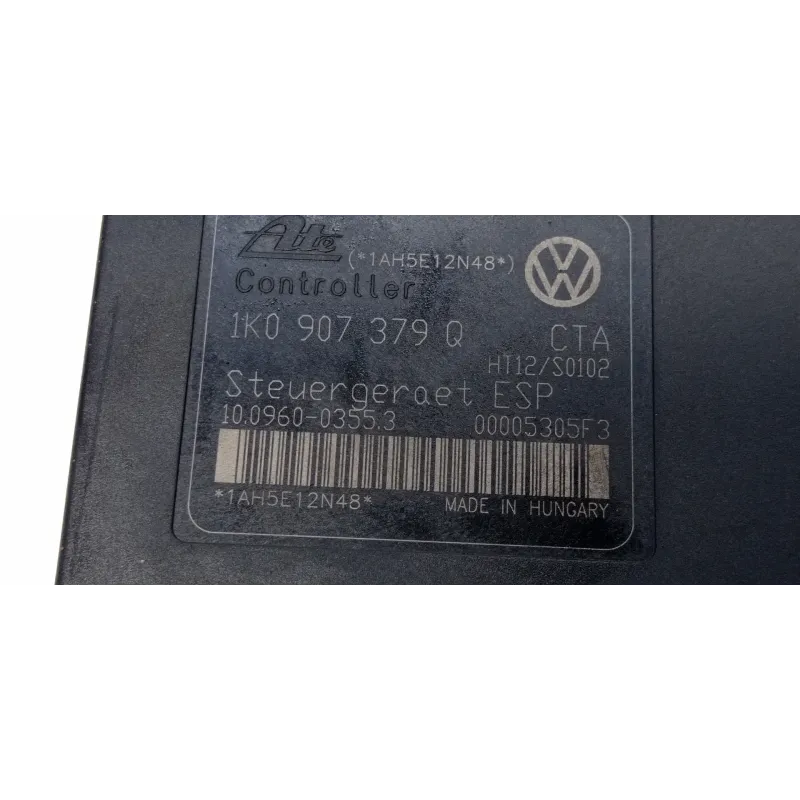 Ate (*1AH5E12N48*)
Controller
1K0 907 379 Q CTA
HT12/S0102
Steuergeraet ESP
10.0960-0355.3 00005305F3
*1AH5E12N48* MADE IN HUNGARY